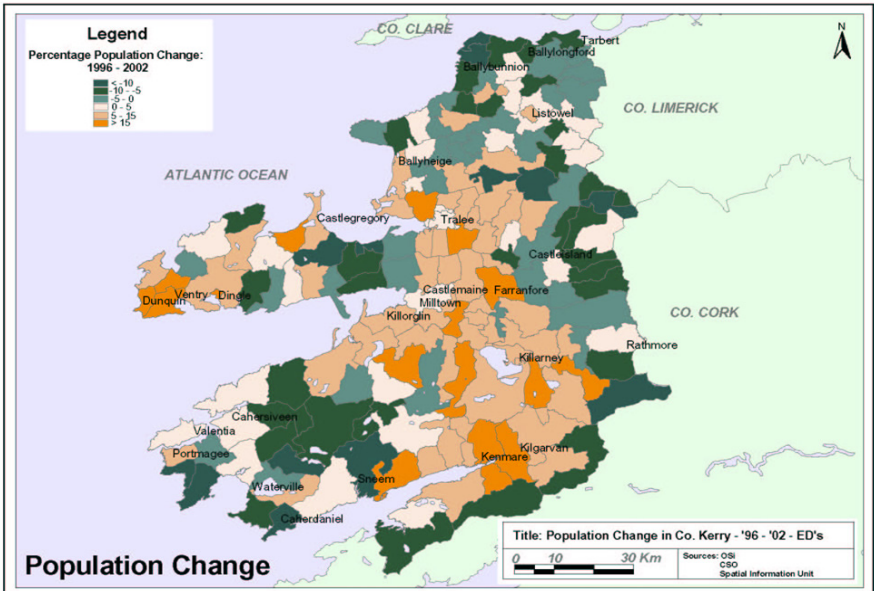 Legend
Percentage Population Change:
1996 - 2002
< -10
-10 - -5
-5 - 0
0 - 5
5 - 15
> 15
N
CO. CLARE
Tarbert
Ballylongford
Ballybunnion
CO. LIMERICK
Listowel
Ballyheige
ATLANTIC OCEAN
Castlegregory
Tralee
Castleisland
Castlemaine
Farranfore
Dunquin
Ventry
Dingle
Milltown
Killorglin
CO. CORK
Rathmore
Killarney
Cahersiveen
Valentia
Portmagee
Kilgarvan
Kenmare
Sneem
Waterville
Caherdaniel
Population Change
Title: Population Change in Co. Kerry - '96 - '02 - ED's
0 10 30 Km
Sources: OSi
CSO
Spatial Information Unit